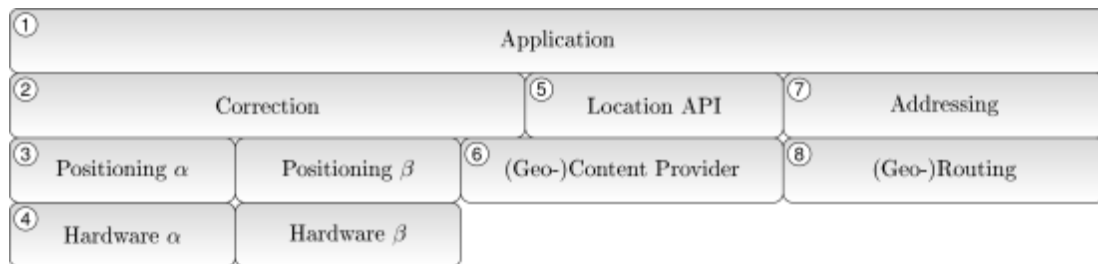 ① Application
② Correction ⑤ Location API ⑦ Addressing
③ Positioning α Positioning β ⑥ (Geo-)Content Provider ⑧ (Geo-)Routing
④ Hardware α Hardware β